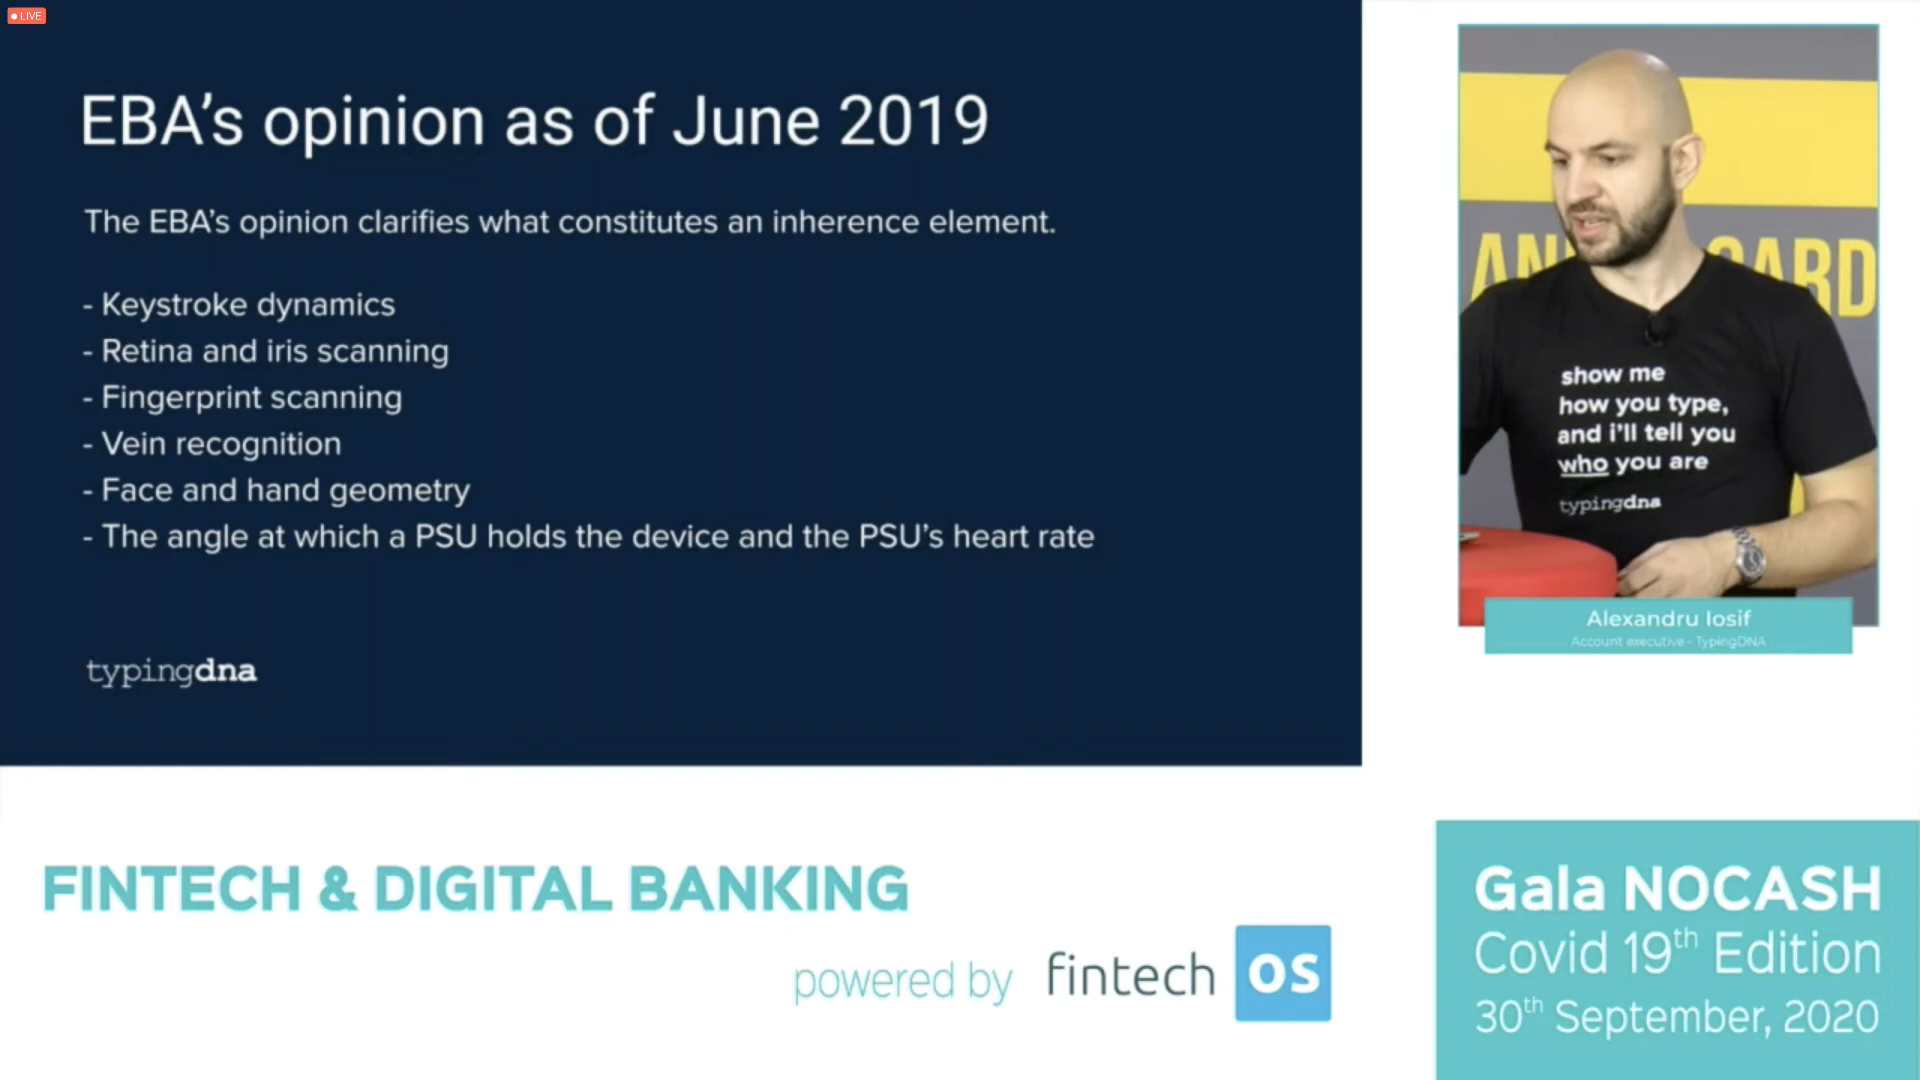 LIVE
EBA's opinion as of June 2019
The EBA's opinion clarifies what constitutes an inherence element.
- Keystroke dynamics
- Retina and iris scanning
- Fingerprint scanning
- Vein recognition
- Face and hand geometry
- The angle at which a PSU holds the device and the PSU's heart rate
typingdna
show me
how you type,
and i'll tell you
who you are
typingdna
Alexandru Iosif
Account executive - TypingDNA
FINTECH & DIGITAL BANKING
powered by fintech OS
Gala NOCASH
Covid 19th Edition
30th September, 2020